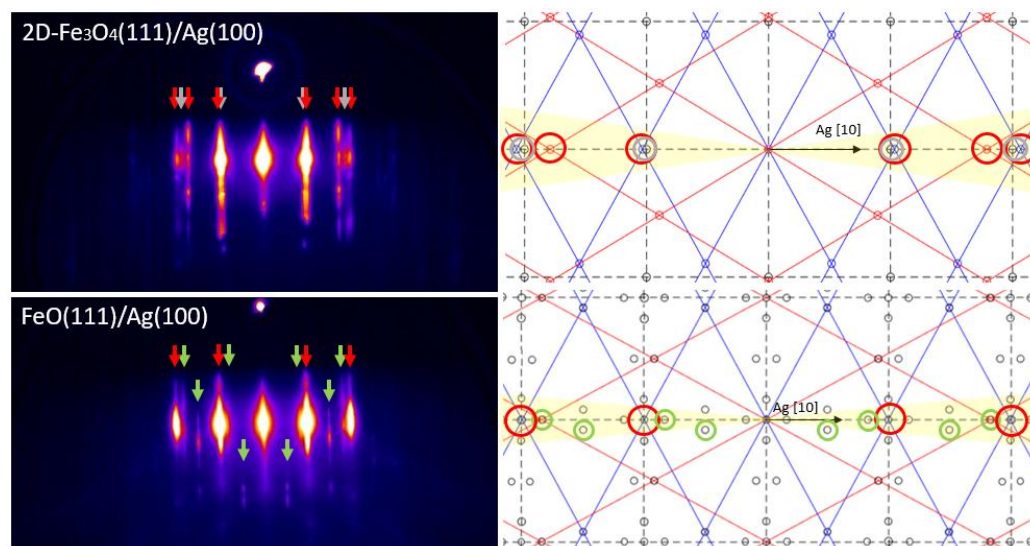 2D-Fe₃O₄(111)/Ag(100)
Ag [10]
FeO(111)/Ag(100)
Ag [10]